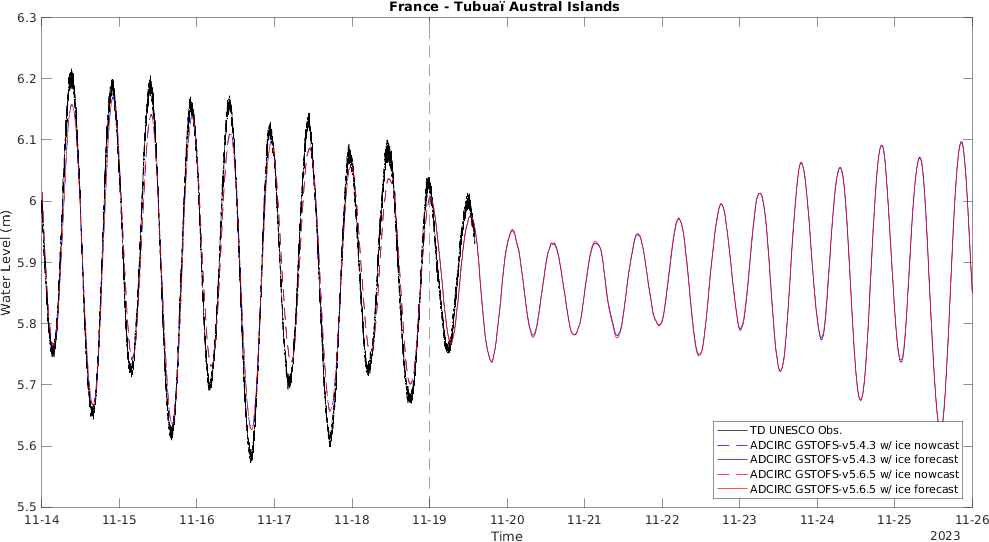 France - Tubuaï Austral Islands
6.3
6.2
6.1
6
5.9
5.8
5.7
5.6
5.5
Water Level (m)
TD UNESCO Obs.
ADCIRC GSTOFS-v5.4.3 w/ ice nowcast
ADCIRC GSTOFS-v5.4.3 w/ ice forecast
ADCIRC GSTOFS-v5.6.5 w/ ice nowcast
ADCIRC GSTOFS-v5.6.5 w/ ice forecast
11-14 11-15 11-16 11-17 11-18 11-19 11-20 11-21 11-22 11-23 11-24 11-25 11-26
Time
2023